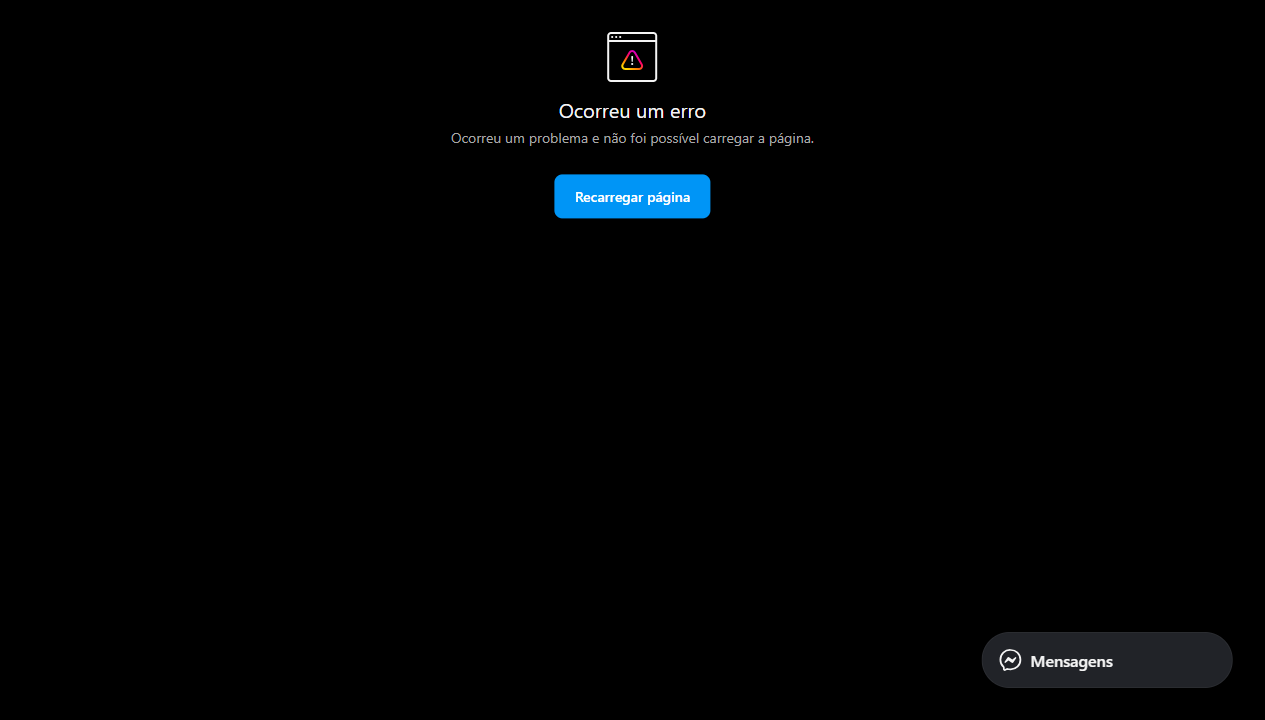 Ocorreu um erro
Ocorreu um problema e não foi possível carregar a página.
Recarregar página
Mensagens